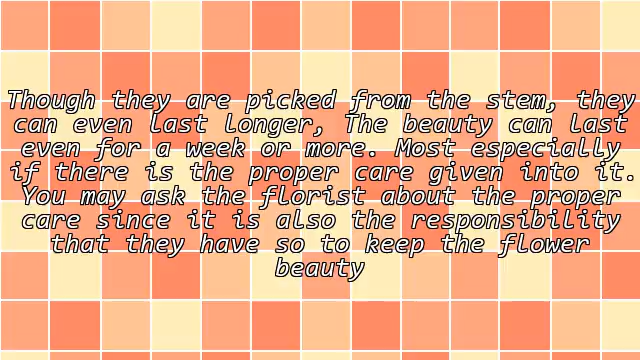 Though they are picked from the stem, they
can even last longer, The beauty can last
even for a week or more. Most especially
if there is the proper care given into it.
You may ask the florist about the proper
care since it is also the responsibility
that they have so to keep the flower
beauty